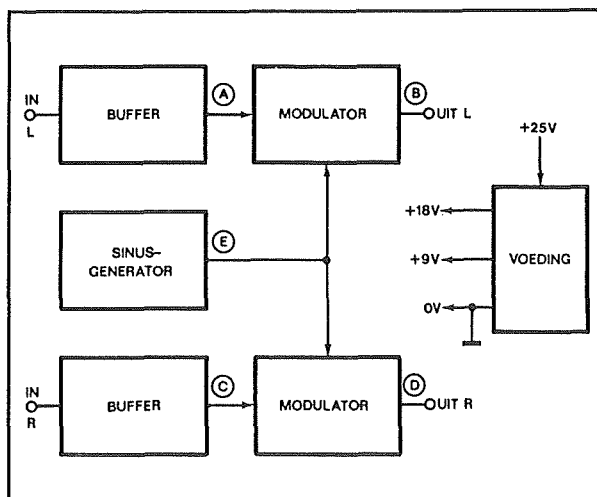 IN
L
BUFFER
A
MODULATOR
B
UIT L
+25V
SINUS-
GENERATOR
E
+18V
+9V
0V
VOEDING
IN
R
BUFFER
C
MODULATOR
D
UIT R